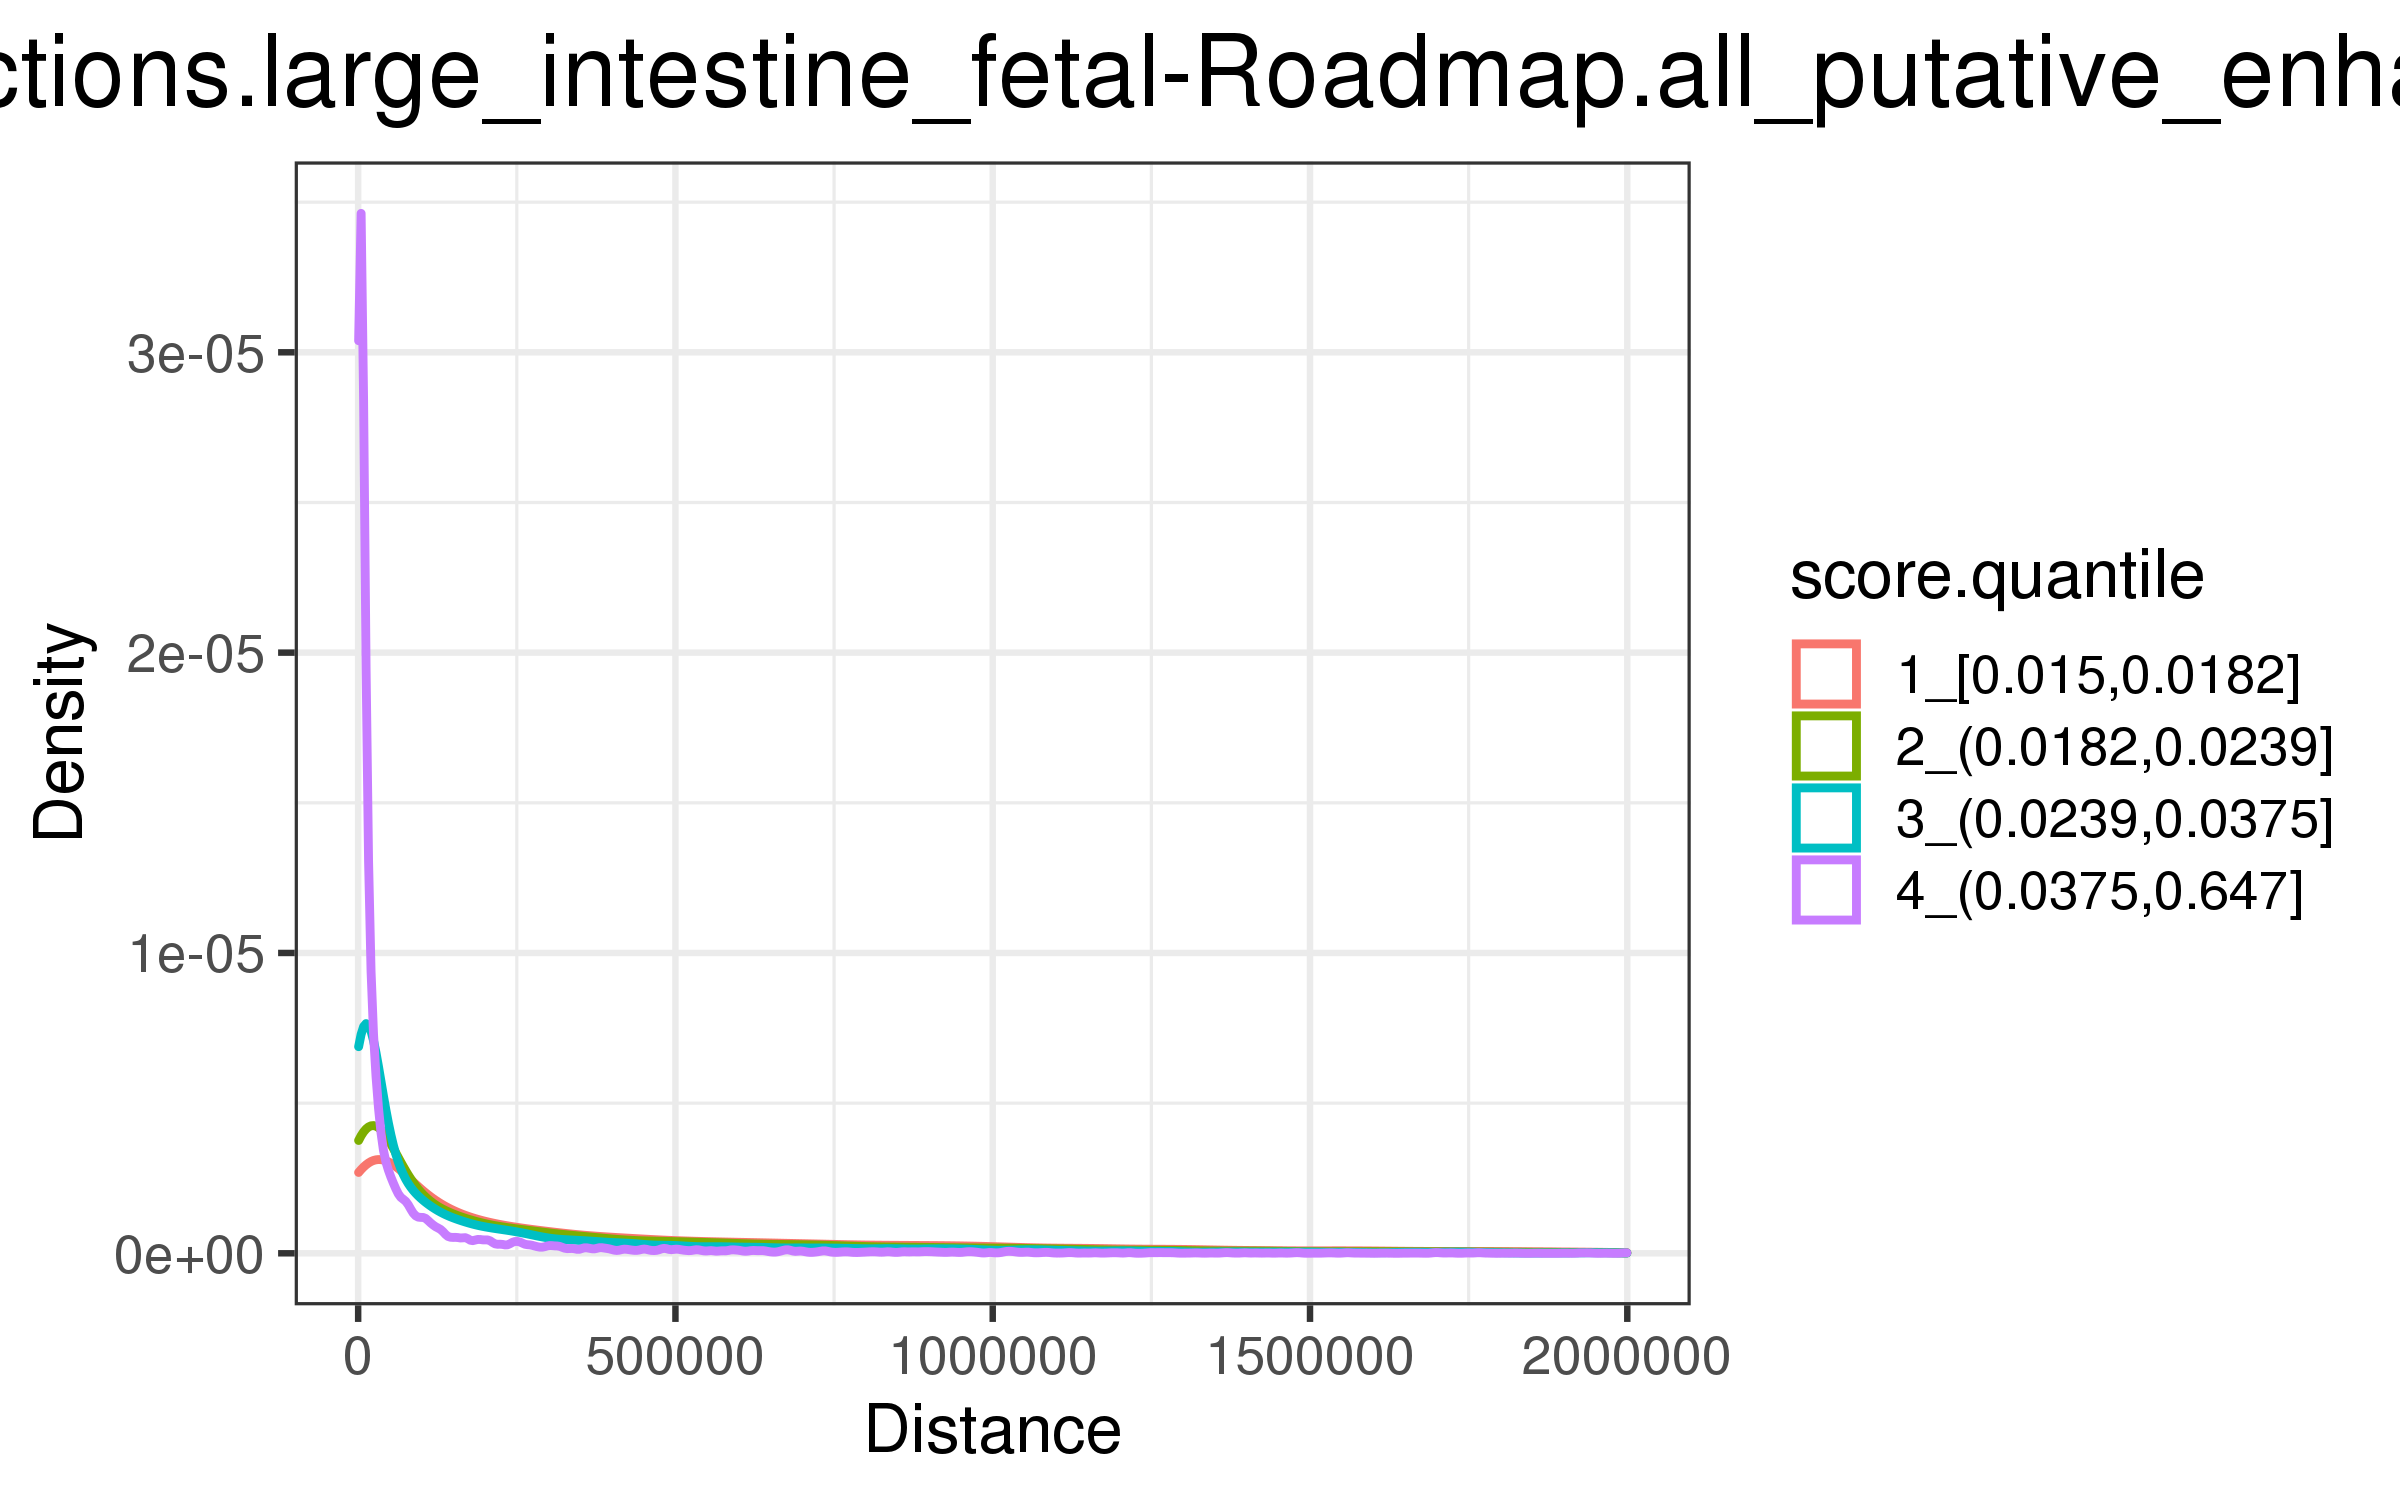 ctions.large_intestine_fetal-Roadmap.all_putative_enha
Density
3e-05
2e-05
1e-05
0e+00
0 500000 1000000 1500000 2000000
Distance
score.quantile
1_[0.015,0.0182]
2_(0.0182,0.0239]
3_(0.0239,0.0375]
4_(0.0375,0.647]